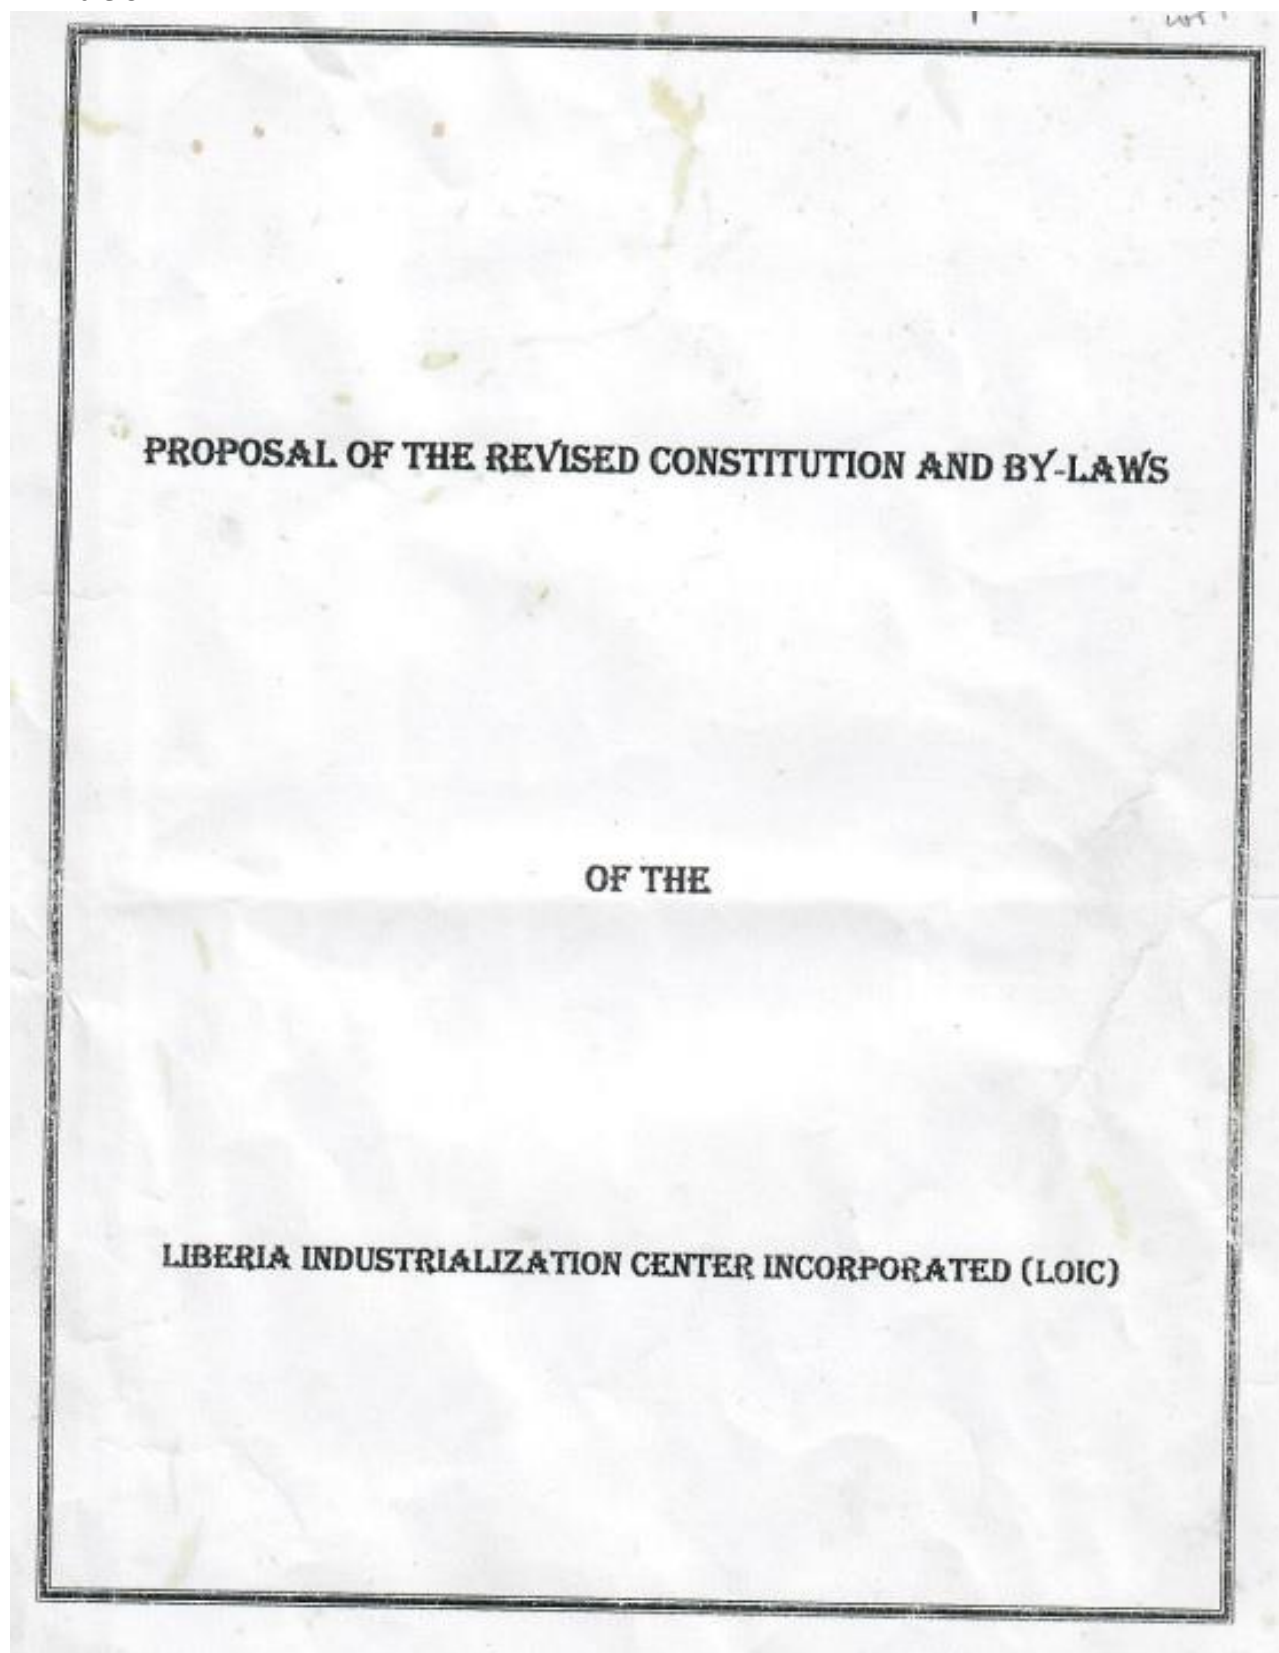 PROPOSAL OF THE REVISED CONSTITUTION AND BY-LAWS
OF THE
LIBERIA INDUSTRIALIZATION CENTER INCORPORATED (LOIC)